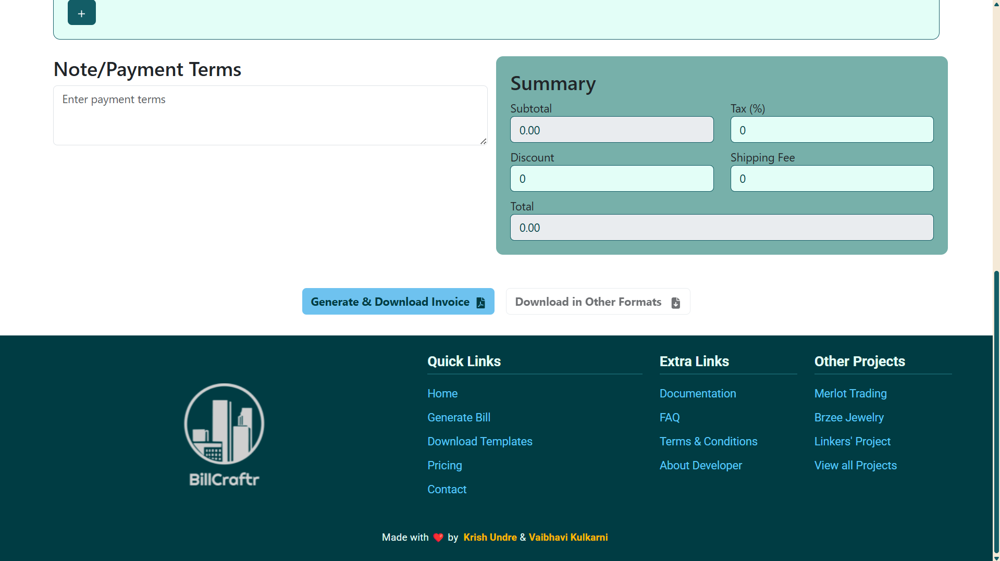 +
Note/Payment Terms
Enter payment terms
Summary
Subtotal
0.00
Tax (%)
0
Discount
0
Shipping Fee
0
Total
0.00
Generate & Download Invoice
Download in Other Formats
BillCraftr
Quick Links
Home
Generate Bill
Download Templates
Pricing
Contact
Extra Links
Documentation
FAQ
Terms & Conditions
About Developer
Other Projects
Merlot Trading
Brzee Jewelry
Linkers' Project
View all Projects
Made with ❤️ by Krish Undre & Vaibhavi Kulkarni